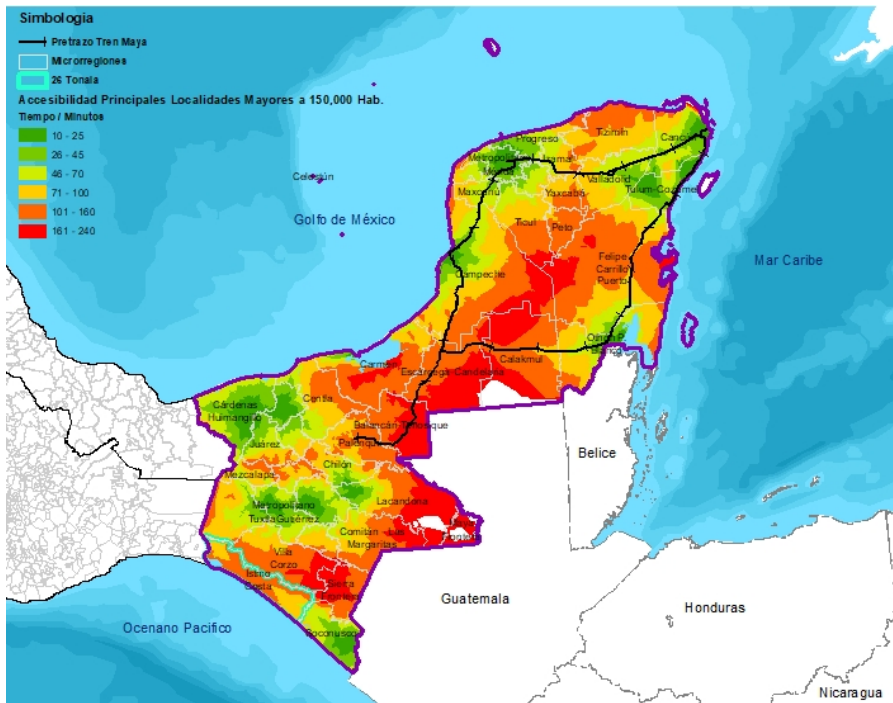 Simbología
Pretrazo Tren Maya
Microrregiones
26 Tonala
Accesibilidad Principales Localidades Mayores a 150,000 Hab.
Tiempo / Minutos
10 - 25
26 - 45
46 - 70
71 - 100
101 - 160
161 - 240
Progreso
Tizimín
Cancún
Metropolitano
Mérida
Izamal
Valladolid
Tulum-Cozumel
Celestún
Maxcanú
Yaxcabá
Golfo de México
Ticul
Peto
Mar Caribe
Felipe
Carrillo
Puerto
Campeche
Othón P.
Blanco
Carmen
Calakmul
Escárcega-Candelaria
Centla
Cárdenas
Huimanguillo
Balancán-Tenosique
Juárez
Palenque
Belice
Chilón
Mezcalapa
Lacandona
Metropolitano
Tuxtla Gutiérrez
Comitán - Las
Margaritas
Villa
Corzo
Istmo
Costa
Sierra
Guatemala
Honduras
Oceano Pacifico
Soconusco
Nicaragua